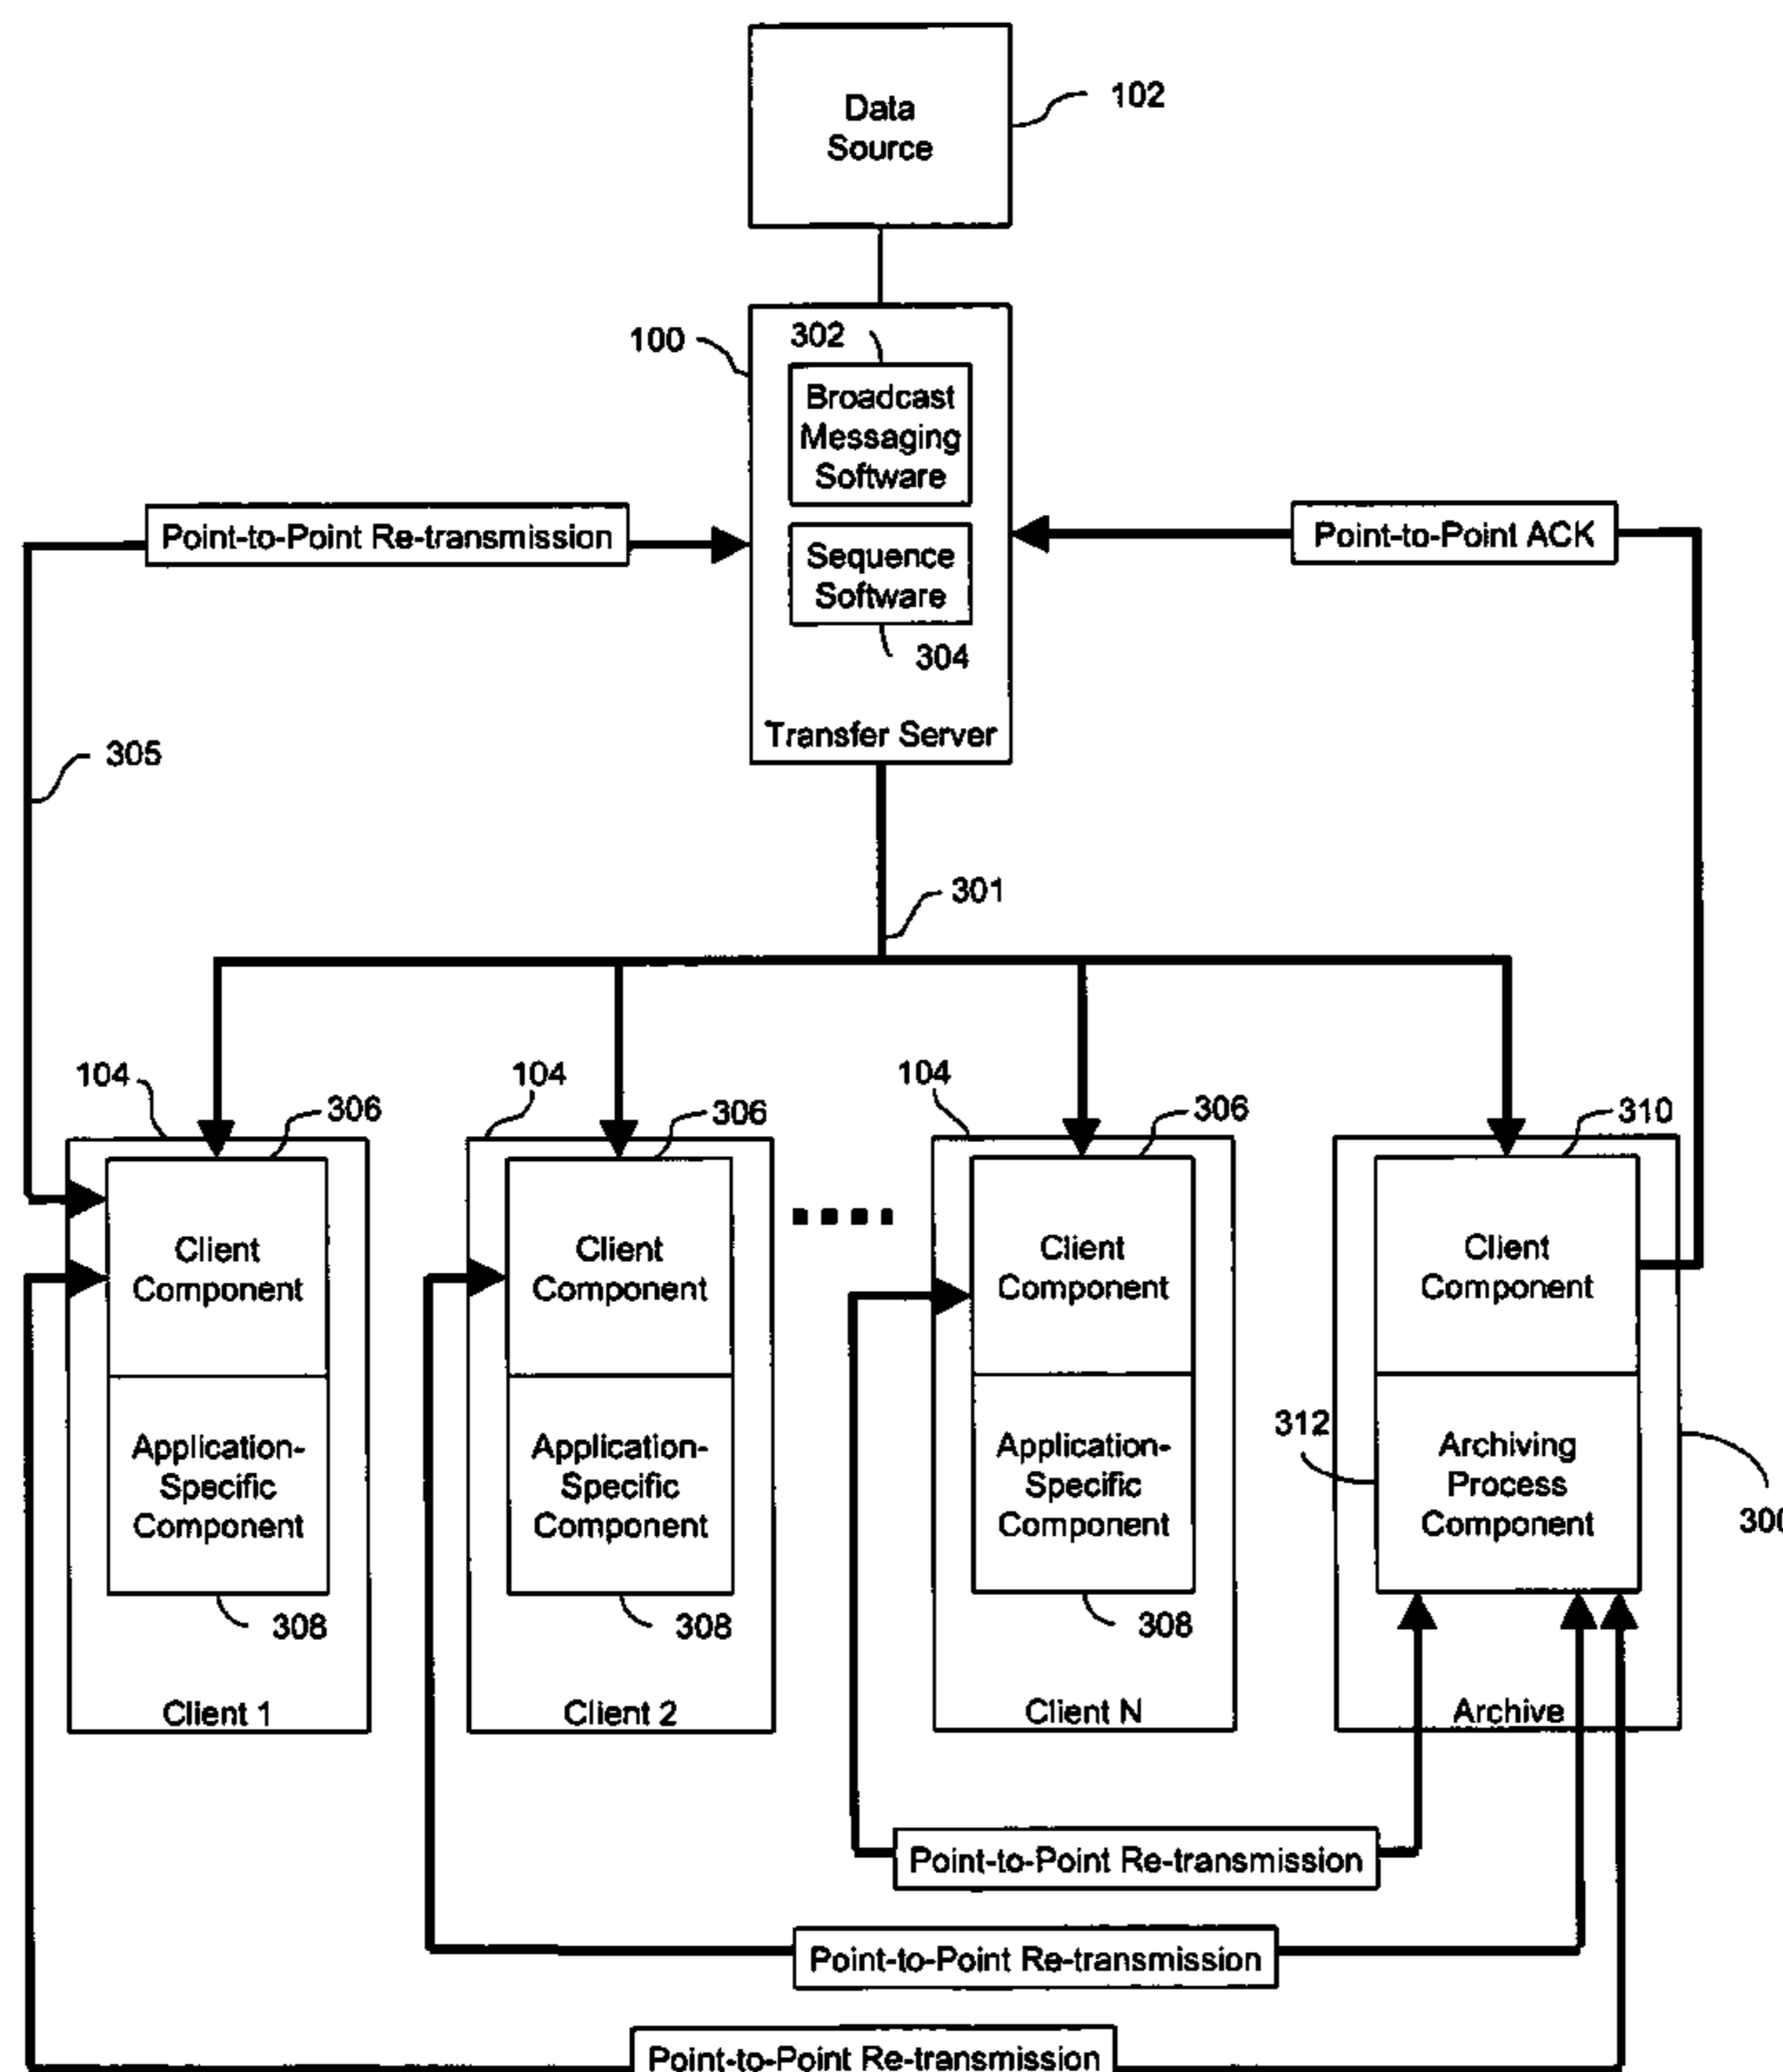 Data
Source
102
100
302
Broadcast
Messaging
Software
Point-to-Point Re-transmission
Point-to-Point ACK
Sequence
Software
304
Transfer Server
305
301
104
306
104
306
104
306
310
Client
Component
Client
Component
Client
Component
Client
Component
Application-
Specific
Component
Application-
Specific
Component
Application-
Specific
Component
312
Archiving
Process
Component
300
308
308
308
Client 1
Client 2
Client N
Archive
Point-to-Point Re-transmission
Point-to-Point Re-transmission
Point-to-Point Re-transmission